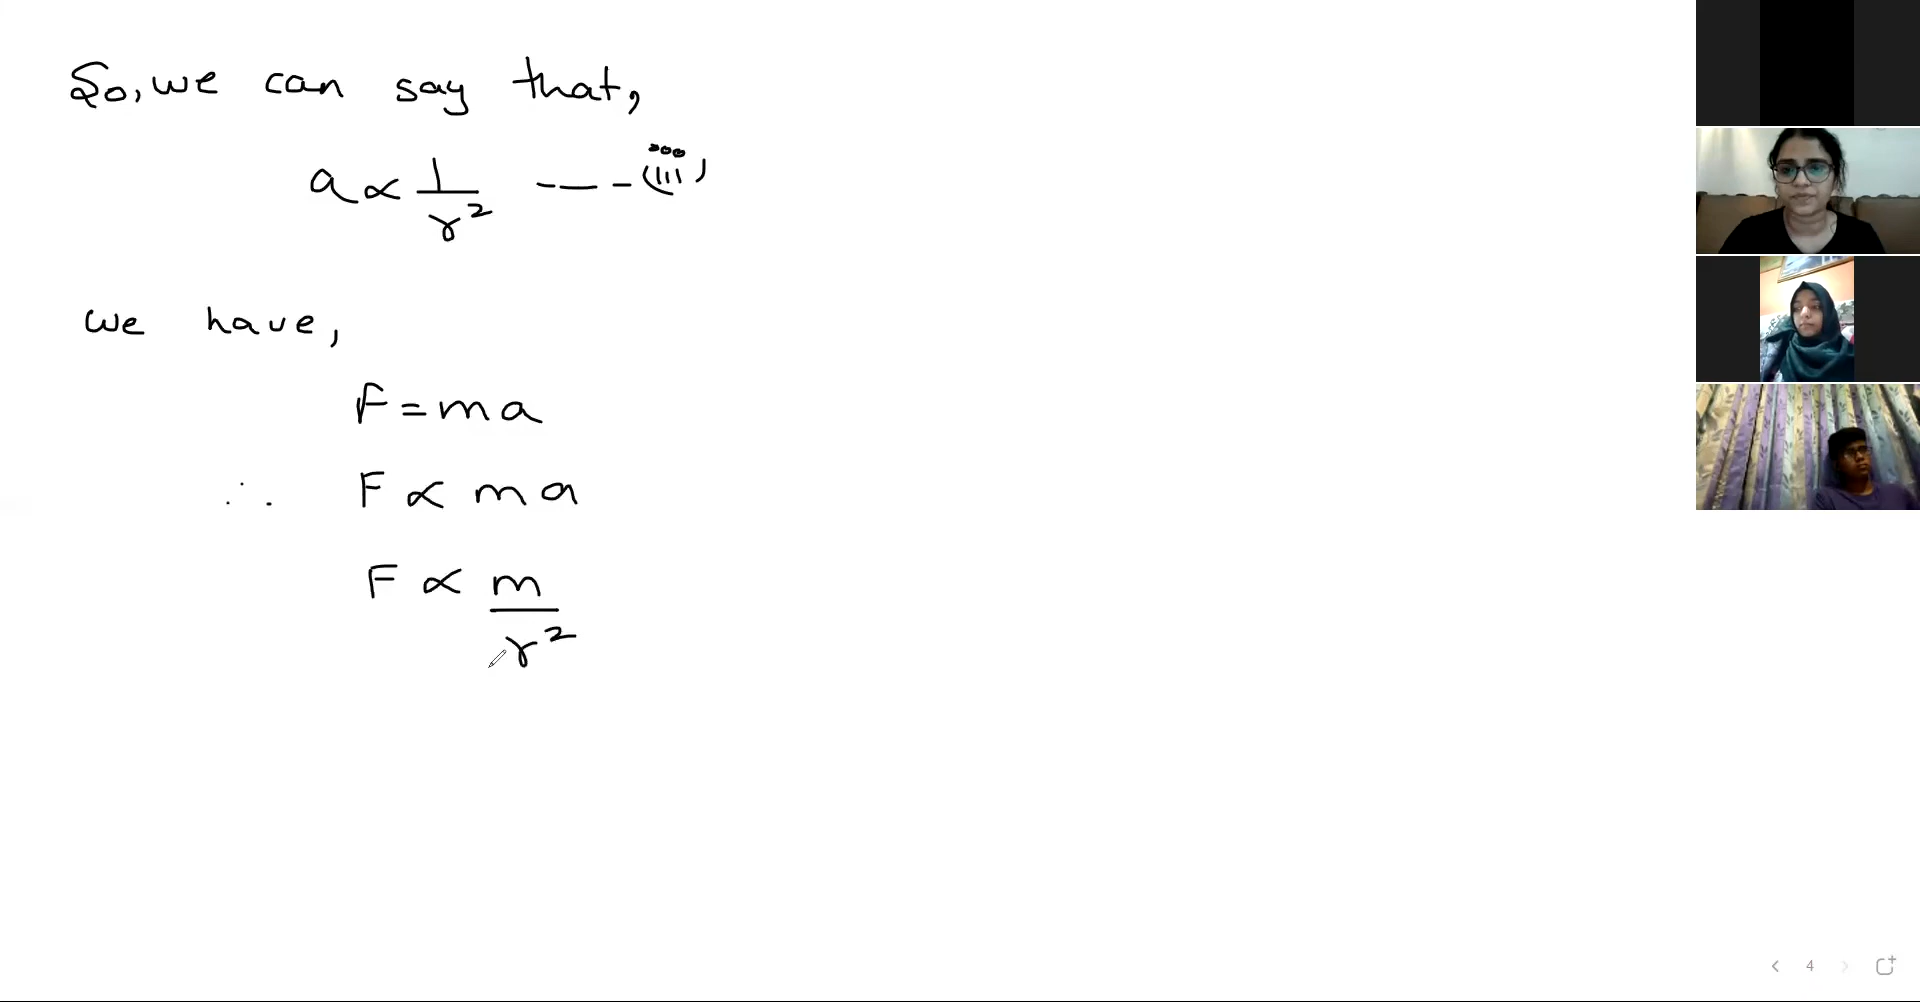 So, we can say that,
a ∝ 1/r² ---- (iii)
we have,
F = ma
∴ F ∝ ma
F ∝ m/r²
4